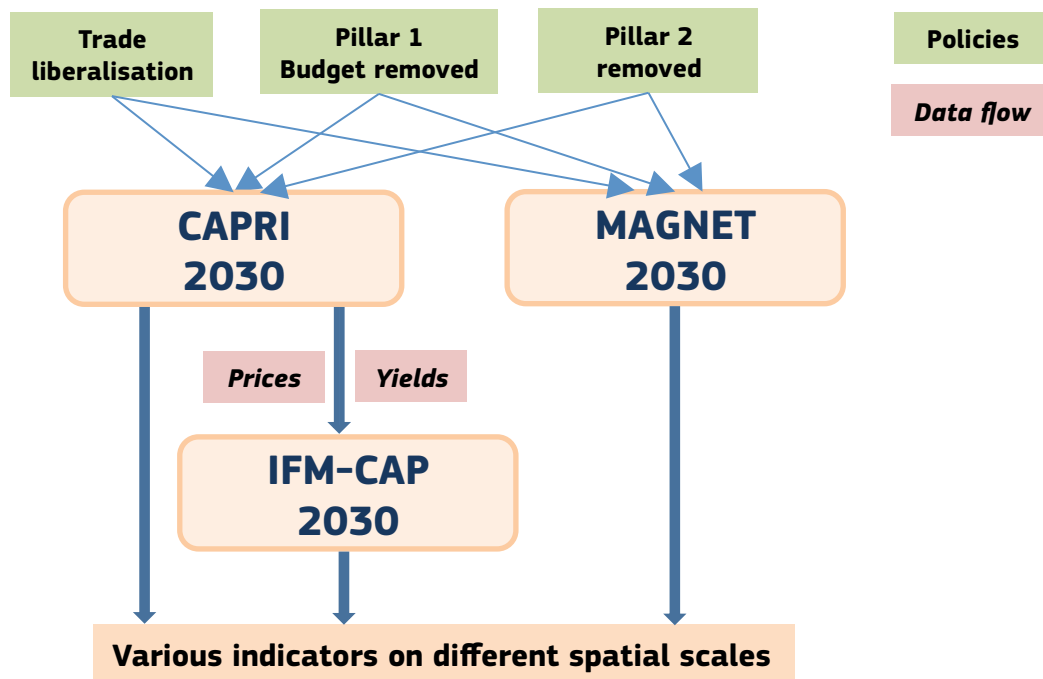 Trade
liberalisation
Pillar 1
Budget removed
Pillar 2
removed
Policies
Data flow
CAPRI
2030
MAGNET
2030
Prices
Yields
IFM-CAP
2030
Various indicators on different spatial scales